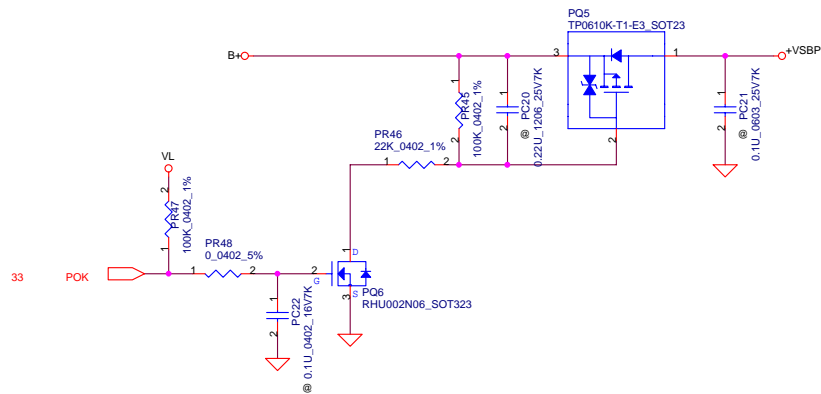 PQ5
TP0610K-T1-E3_SOT23
B+
3
1
+VSBP
2
1
2
PR45
100K_0402_1%
1
2
@ PC20
0.22U_1206_25V7K
1
2
@ PC21
0.1U_0603_25V7K
PR46
22K_0402_1%
1
2
VL
2
1
PR47
100K_0402_1%
PR48
0_0402_5%
33
POK
1
2
2
G
1
D
3
S
PQ6
RHU002N06_SOT323
1
2
PC22
@ 0.1U_0402_16V7K